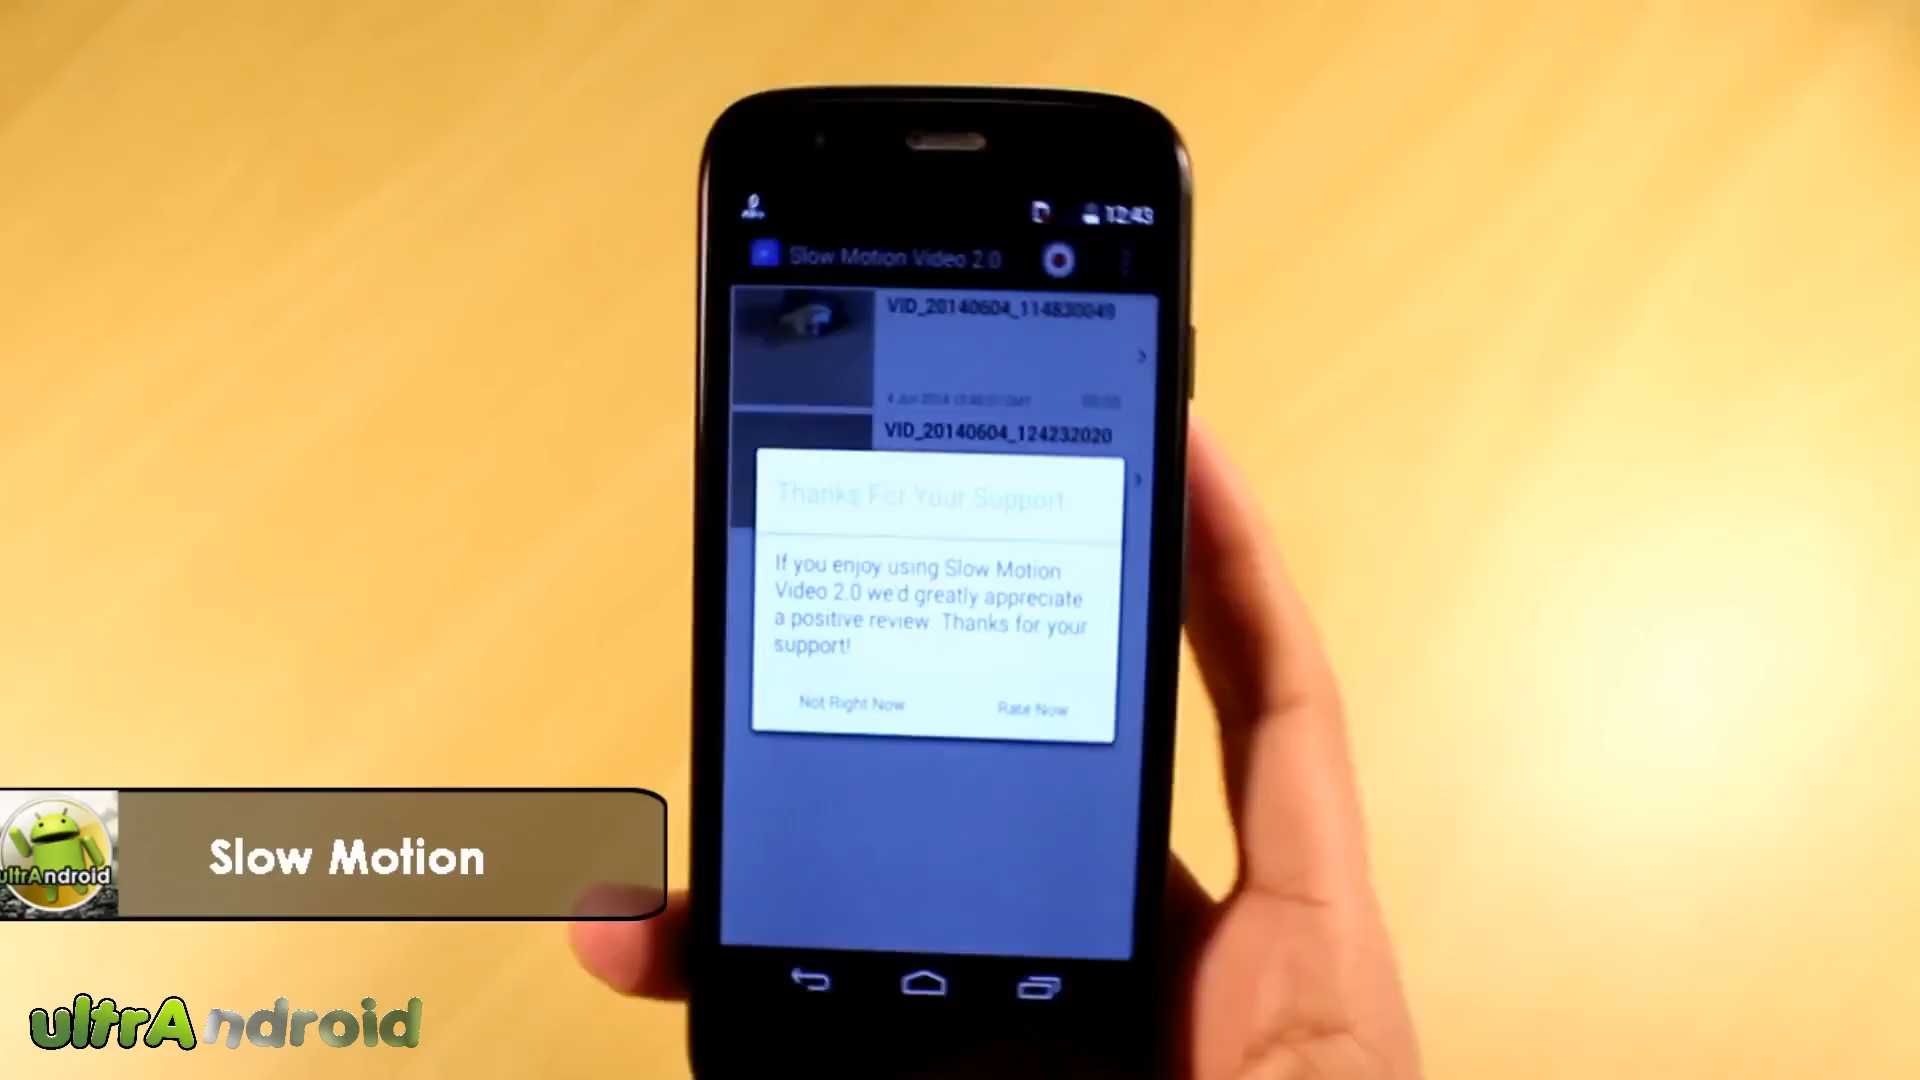 12:43
Slow Motion Video 2.0
VID_20140604_114830049
VID_20140604_124232020
Thanks For Your Support
If you enjoy using Slow Motion
Video 2.0 we'd greatly appreciate
a positive review. Thanks for your
support!
Not Right Now
Rate Now
ultrAndroid
Slow Motion
ultrAndroid